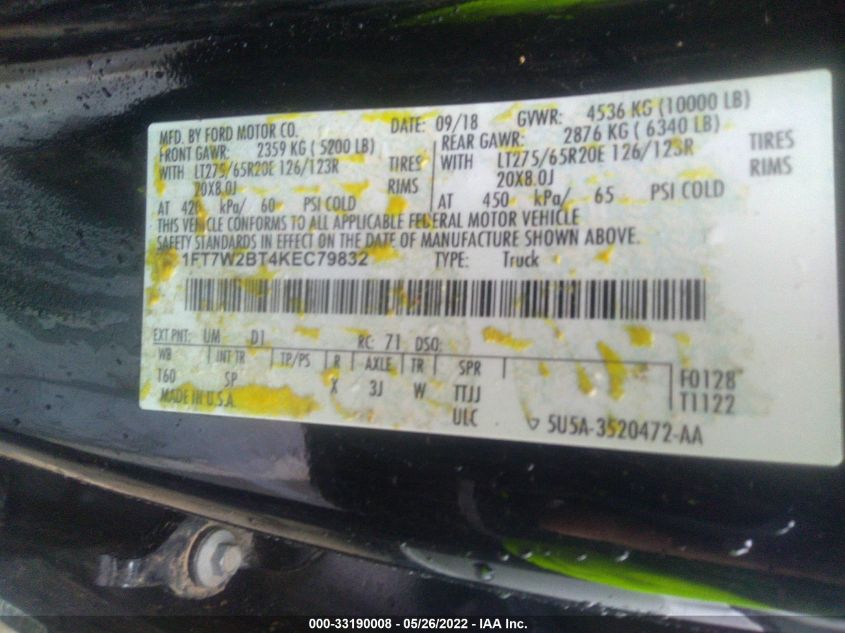 MFD. BY FORD MOTOR CO. DATE: 09/18 GVWR: 4536 KG (10000 LB)
FRONT GAWR: 2359 KG ( 5200 LB) REAR GAWR: 2876 KG ( 6340 LB)
WITH LT275/65R20E 126/123R TIRES WITH LT275/65R20E 126/123R TIRES
20X8.0J RIMS 20X8.0J RIMS
AT 420 kPa/ 60 PSI COLD AT 450 kPa/ 65 PSI COLD
THIS VEHICLE CONFORMS TO ALL APPLICABLE FEDERAL MOTOR VEHICLE
SAFETY STANDARDS IN EFFECT ON THE DATE OF MANUFACTURE SHOWN ABOVE.
1FT7W2BT4KEC79832 TYPE: Truck
EXT PNT: UM D1 RC: 71 DSO:
WB INT TR TP/PS R AXLE TR SPR
T60 SP X 3J W TTJJ F0128
MADE IN U.S.A. ULC T1122
5U5A-3520472-AA
000-33190008 - 05/26/2022 - IAA Inc.